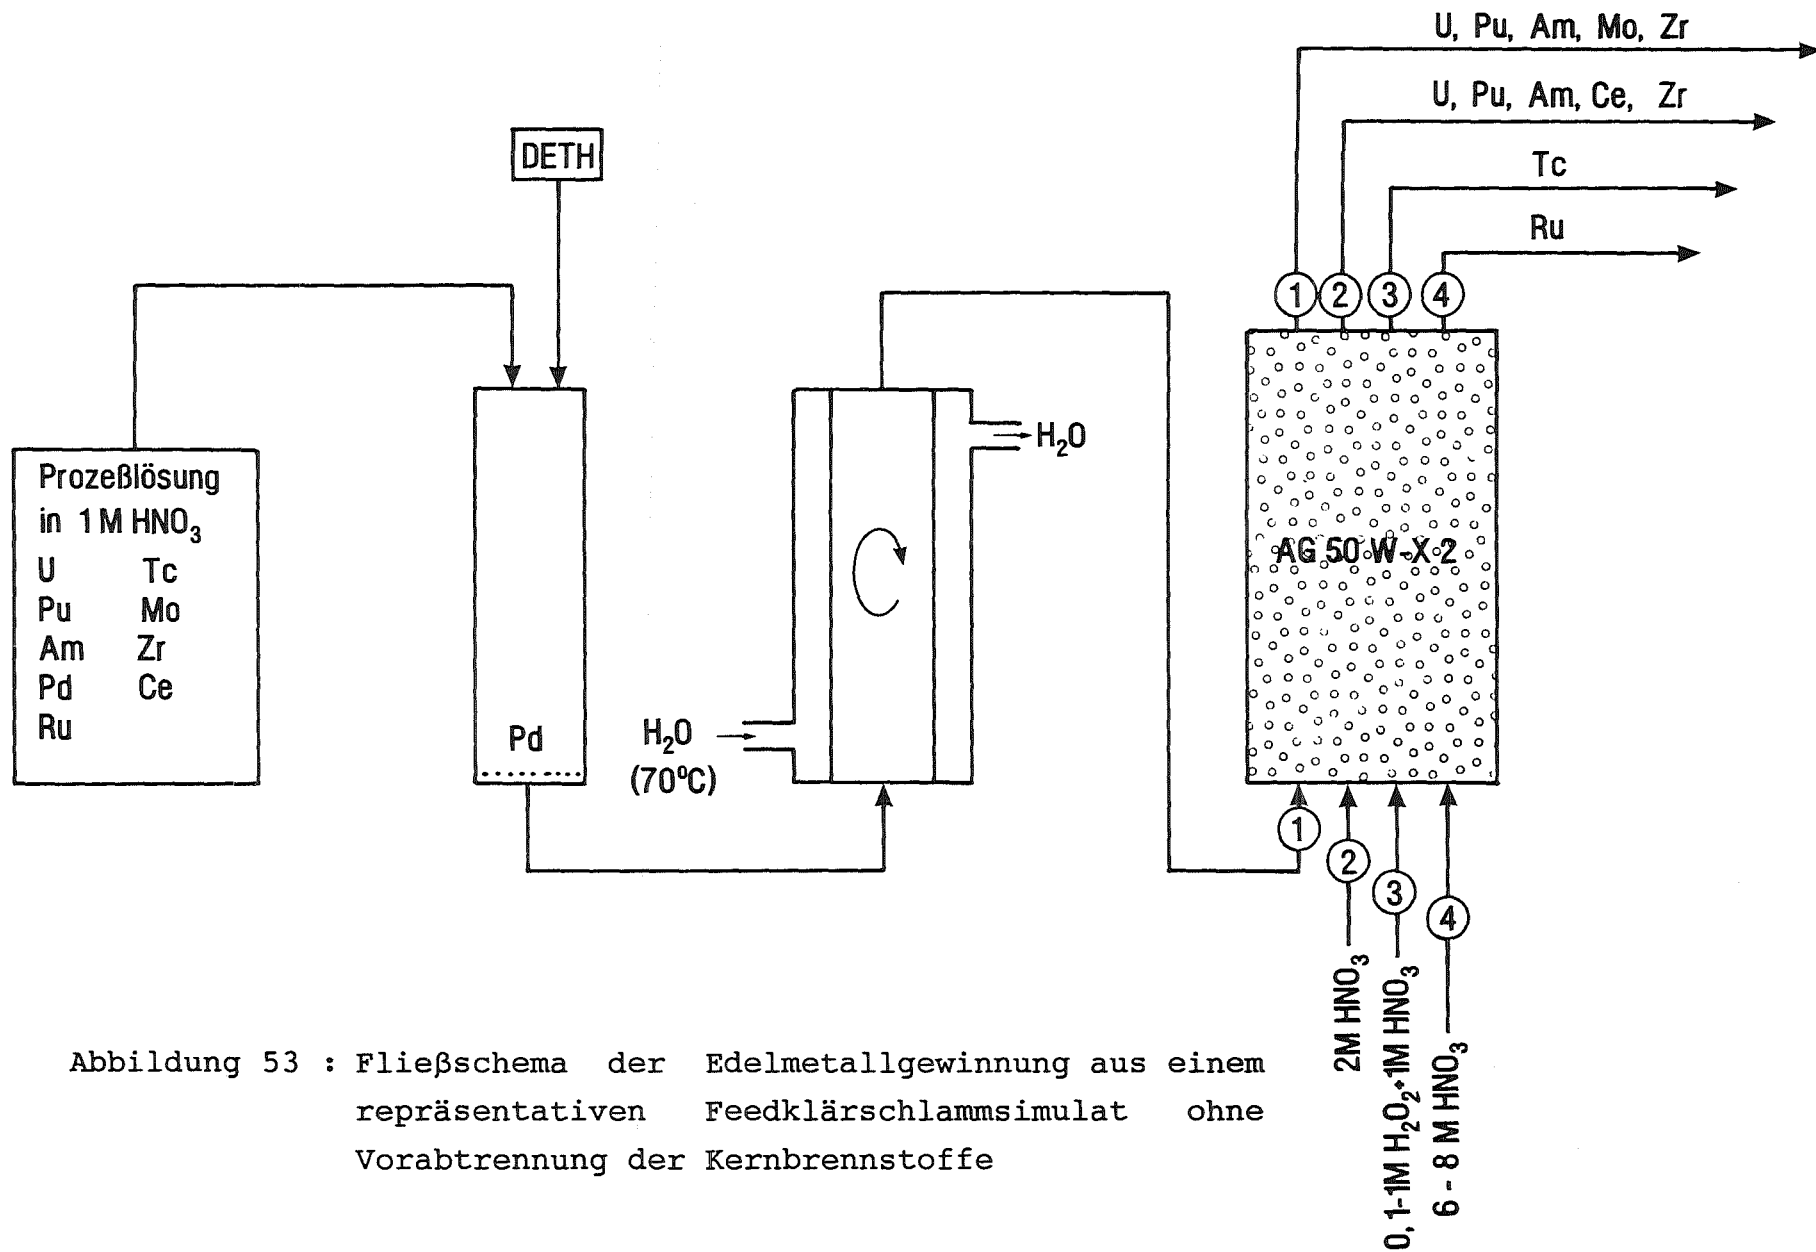 U, Pu, Am, Mo, Zr
U, Pu, Am, Ce, Zr
Tc
Ru
DETH
1 2 3 4
Prozeßlösung
in 1 M HNO3
U Tc
Pu Mo
Am Zr
Pd Ce
Ru
Pd
H2O
H2O
(70°C)
AG 50 W-X 2
1
2
3
4
2M HNO3
0,1-1M H2O2+1M HNO3
6 - 8 M HNO3
Abbildung 53 : Fließschema der Edelmetallgewinnung aus einem
repräsentativen Feedklärschlammsimulat ohne
Vorabtrennung der Kernbrennstoffe